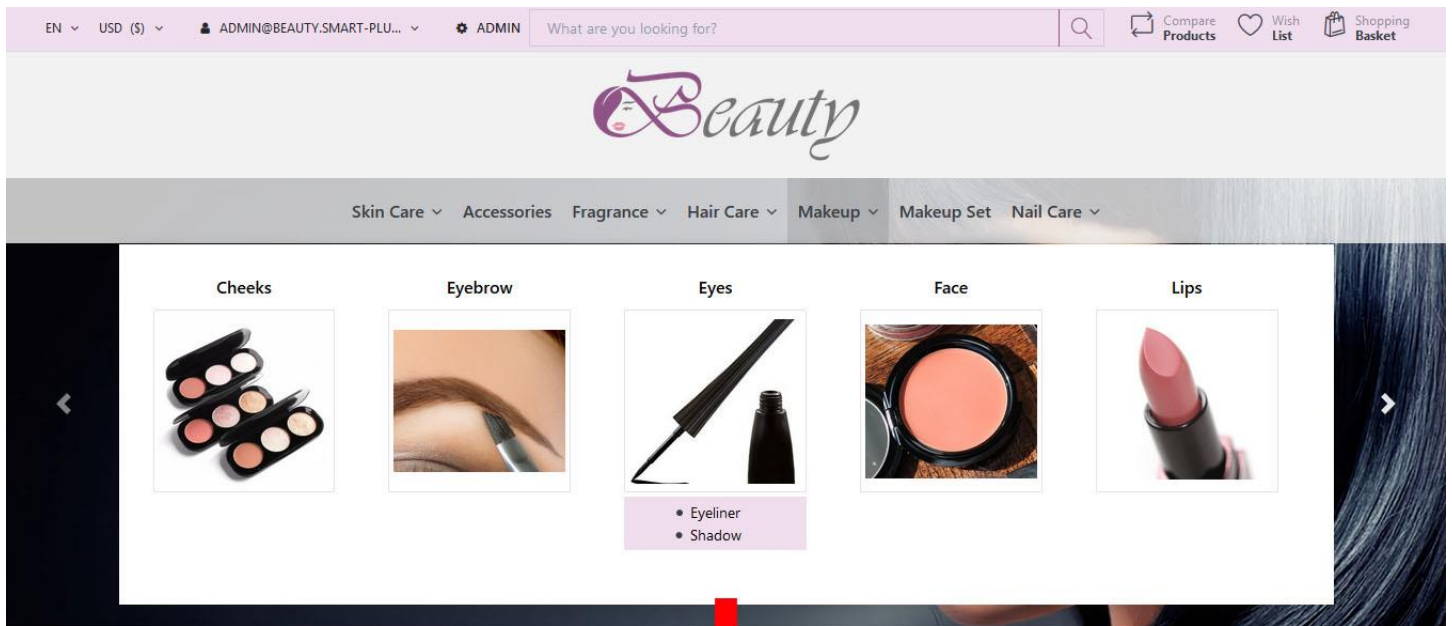 EN USD ($) ADMIN@BEAUTY.SMART-PLU... ADMIN What are you looking for? Compare Products Wish List Shopping Basket
Beauty
Skin Care Accessories Fragrance Hair Care Makeup Makeup Set Nail Care
Cheeks Eyebrow Eyes Face Lips
• Eyeliner
• Shadow